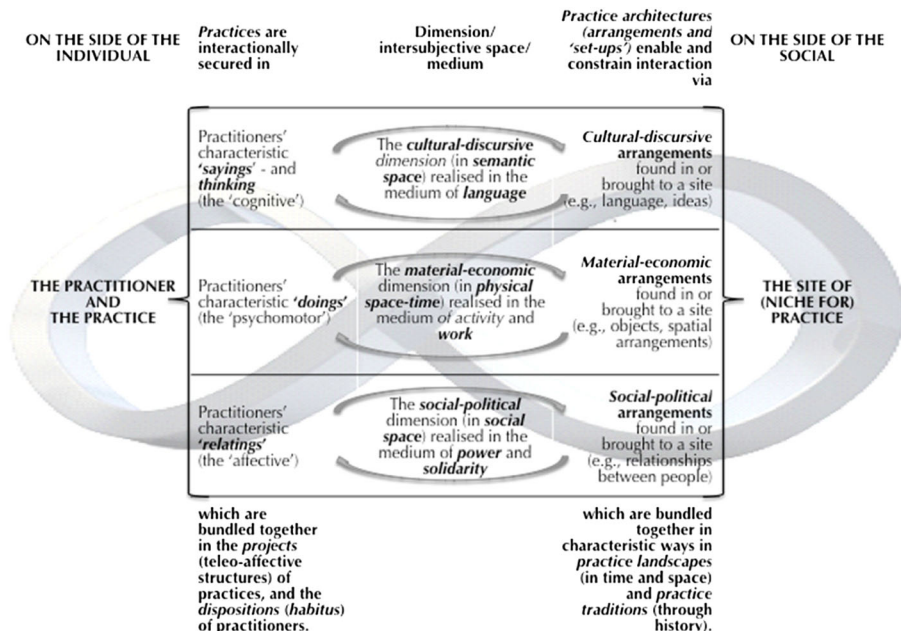 ON THE SIDE OF THE
INDIVIDUAL
Practices are
interactionally
secured in
Dimension/
intersubjective space/
medium
Practice architectures
(arrangements and
‘set-ups’) enable and
constrain interaction
via
ON THE SIDE OF THE
SOCIAL
THE PRACTITIONER
AND
THE PRACTICE
Practitioners’
characteristic
‘sayings’ - and
thinking
(the ‘cognitive’)
The cultural-discursive
dimension (in semantic
space) realised in the
medium of language
Cultural-discursive
arrangements
found in or
brought to a site
(e.g., language, ideas)
Practitioners’
characteristic ‘doings’
(the ‘psychomotor’)
The material-economic
dimension (in physical
space-time) realised in the
medium of activity and
work
Material-economic
arrangements
found in or
brought to a site
(e.g., objects, spatial
arrangements)
Practitioners’
characteristic
‘relatings’
(the ‘affective’)
The social-political
dimension (in social
space) realised in the
medium of power and
solidarity
Social-political
arrangements
found in or
brought to a site
(e.g., relationships
between people)
THE SITE OF
(NICHE FOR)
PRACTICE
which are
bundled together
in the projects
(teleo-affective
structures) of
practices, and the
dispositions (habitus)
of practitioners.
which are bundled
together in
characteristic ways in
practice landscapes
(in time and space)
and practice
traditions (through
history).